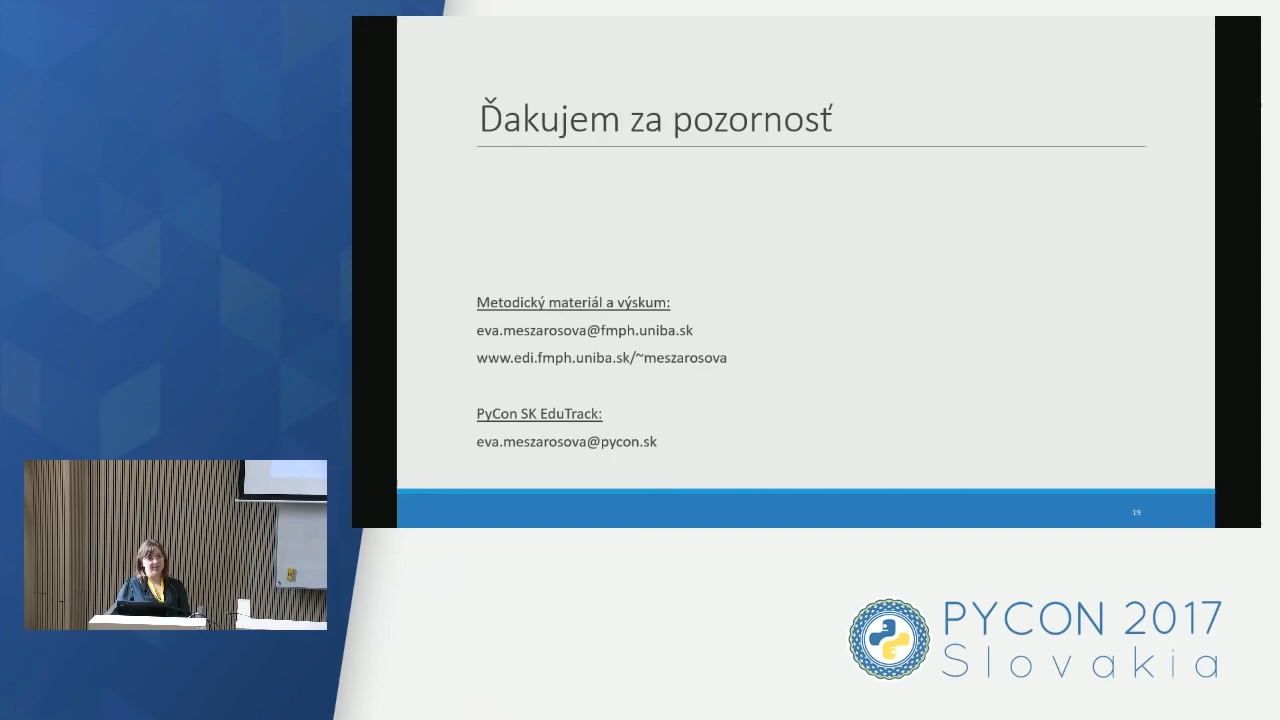 Ďakujem za pozornosť
Metodický materiál a výskum:
eva.meszarosova@fmph.uniba.sk
www.edi.fmph.uniba.sk/~meszarosova
PyCon SK EduTrack:
eva.meszarosova@pycon.sk
19
PYCON 2017
Slovakia